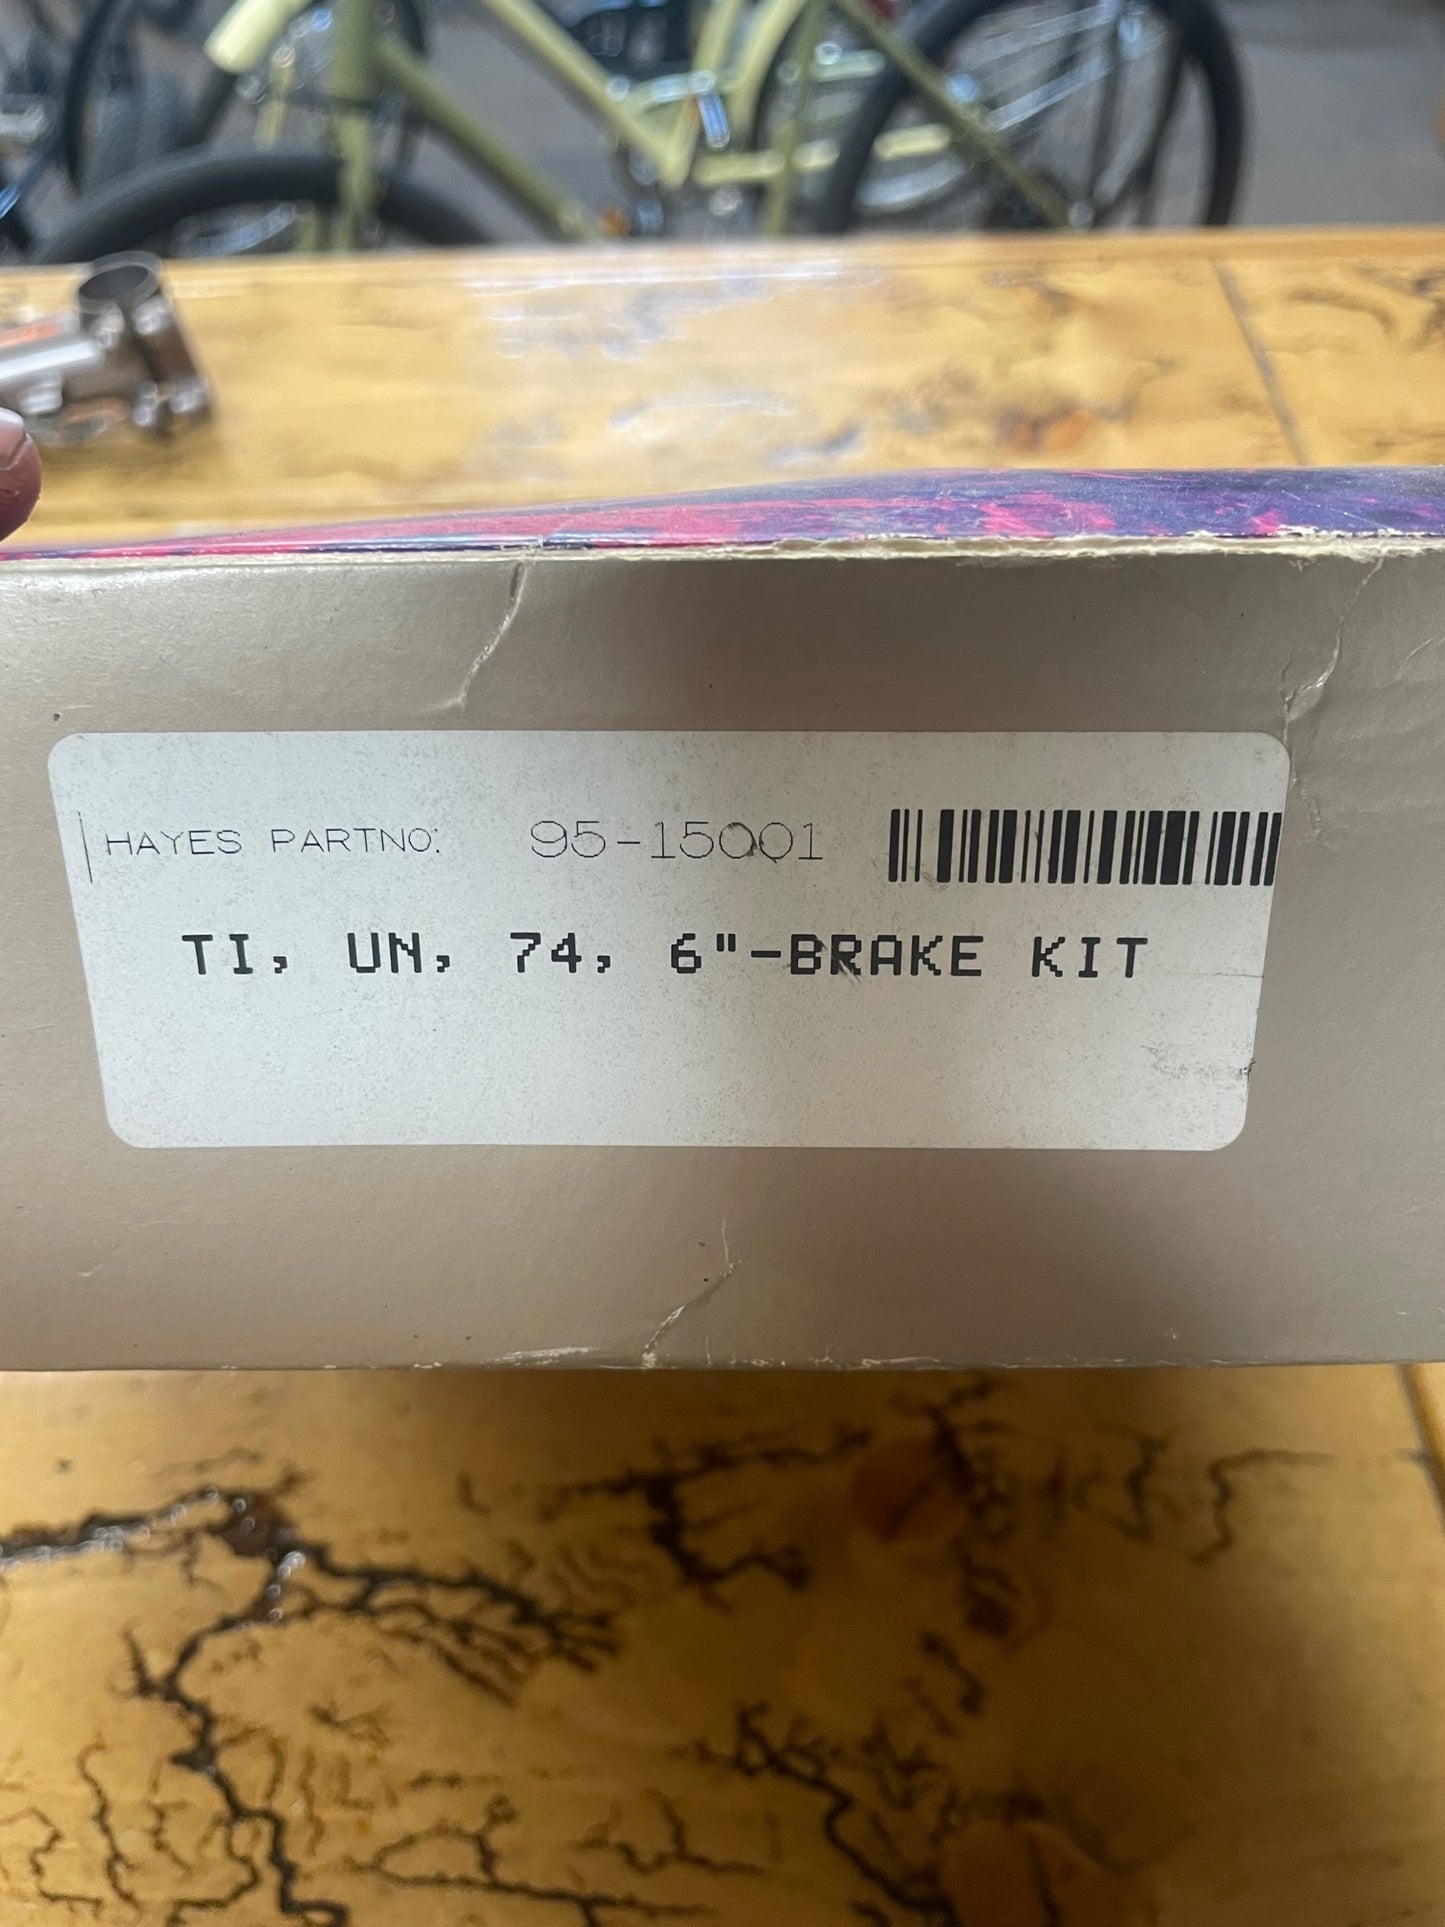 HAYES PARTNO: 95-15001
TI, UN, 74, 6"-BRAKE KIT